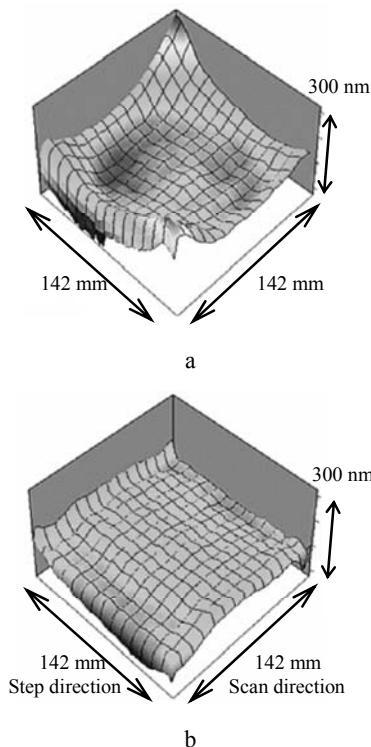 300 nm
142 mm
142 mm
a
300 nm
142 mm
Step direction
142 mm
Scan direction
b